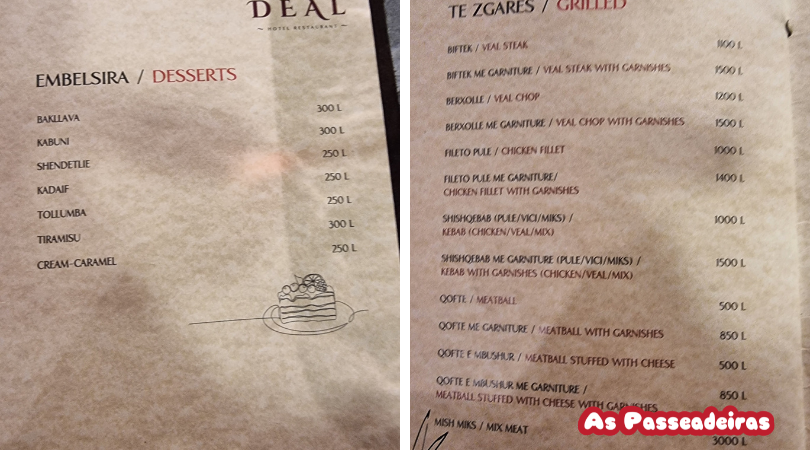 DEAL
~ HOTEL RESTAURANT ~
EMBELSIRA / DESSERTS
BAKLLAVA 300 L
KABUNI 300 L
SHENDETLIE 250 L
KADAIF 250 L
TOLLUMBA 250 L
TIRAMISU 300 L
CREAM-CARAMEL 250 L
TE ZGARES / GRILLED
BIFTEK / VEAL STEAK 1100 L
BIFTEK ME GARNITURE / VEAL STEAK WITH GARNISHES 1500 L
BERXOLLE / VEAL CHOP 1200 L
BERXOLLE ME GARNITURE / VEAL CHOP WITH GARNISHES 1500 L
FILETO PULE / CHICKEN FILLET 1000 L
FILETO PULE ME GARNITURE/ 1400 L
CHICKEN FILLET WITH GARNISHES
SHISHQEBAB (PULE/VICI/MIKS) / 1000 L
KEBAB (CHICKEN/VEAL/MIX)
SHISHQEBAB ME GARNITURE (PULE/VICI/MIKS) / 1500 L
KEBAB WITH GARNISHES (CHICKEN/VEAL/MIX)
QOFTE / MEATBALL 500 L
QOFTE ME GARNITURE / MEATBALL WITH GARNISHES 850 L
QOFTE E MBUSHUR / MEATBALL STUFFED WITH CHEESE 500 L
QOFTE E MBUSHUR ME GARNITURE / 850 L
MEATBALL STUFFED WITH CHEESE WITH GARNISHES
MISH MIKS / MIX MEAT 3000 L
As Passeadeiras